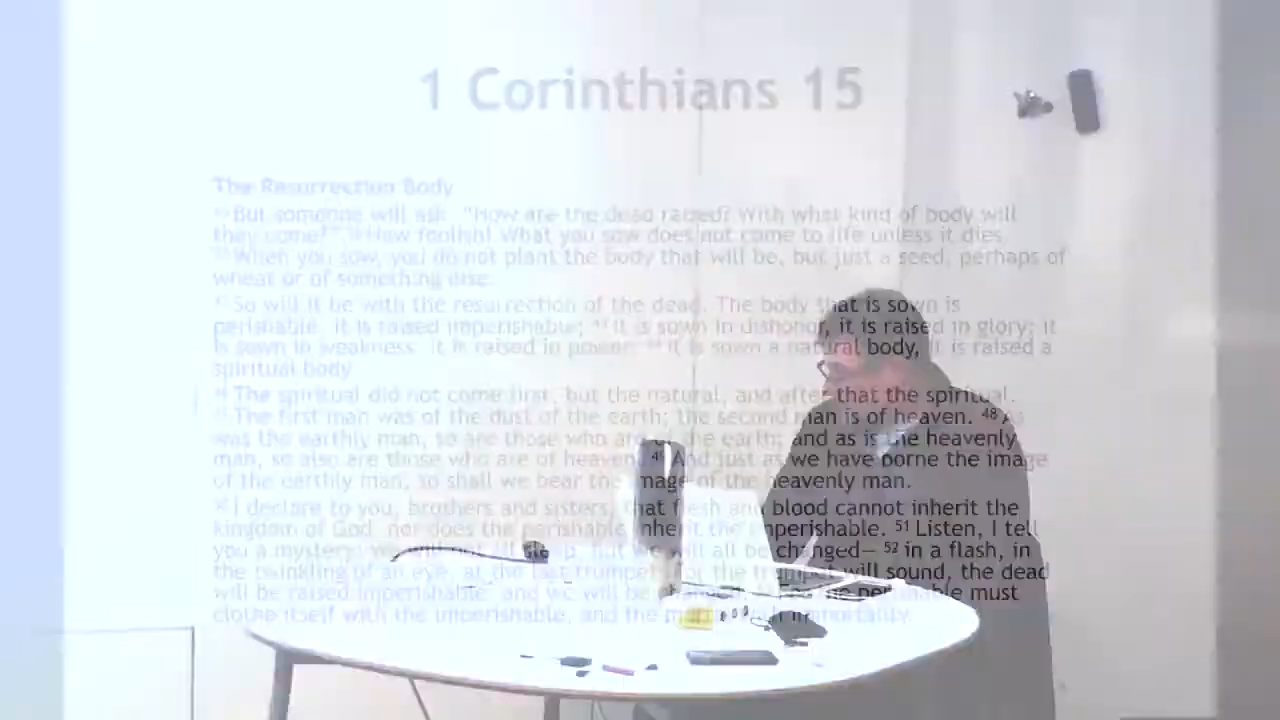 1 Corinthians 15
The Resurrection Body
But someone will ask, "How are the dead raised? With what kind of body will
they come?" How foolish! What you sow does not come to life unless it dies.
When you sow, you do not plant the body that will be, but just a seed, perhaps of
wheat or of something else.
So will it be with the resurrection of the dead. The body that is sown is
perishable, it is raised imperishable; it is sown in dishonor, it is raised in glory; it
is sown in weakness, it is raised in power; it is sown a natural body, it is raised a
spiritual body
The spiritual did not come first, but the natural, and after that the spiritual.
The first man was of the dust of the earth; the second man is of heaven. 48 As
was the earthly man, so are those who are of the earth; and as is the heavenly
man, so also are those who are of heaven. 49 And just as we have borne the image
of the earthly man, so shall we bear the image of the heavenly man.
I declare to you, brothers and sisters, that flesh and blood cannot inherit the
kingdom of God, nor does the perishable inherit the imperishable. 51 Listen, I tell
you a mystery: we will not all sleep, but we will all be changed— 52 in a flash, in
the twinkling of an eye, at the last trumpet. For the trumpet will sound, the dead
will be raised imperishable, and we will be changed. the perishable must
clothe itself with the imperishable, and the mortal with immortality.